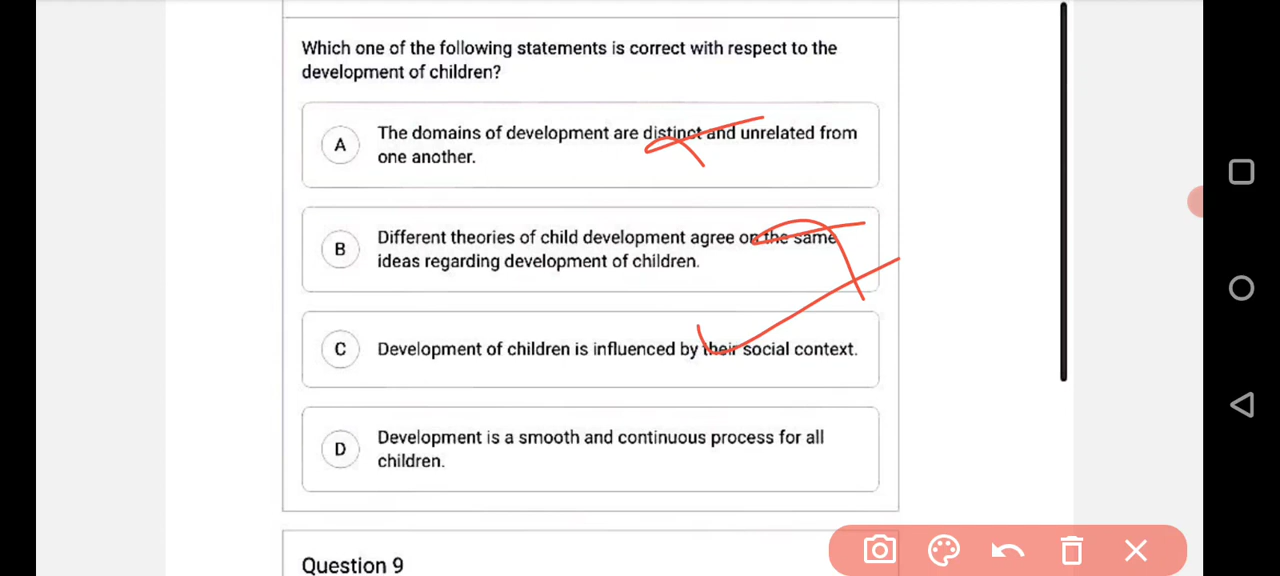 Which one of the following statements is correct with respect to the
development of children?
A
The domains of development are distinct and unrelated from
one another.
B
Different theories of child development agree on the same
ideas regarding development of children.
C
Development of children is influenced by their social context.
D
Development is a smooth and continuous process for all
children.
Question 9